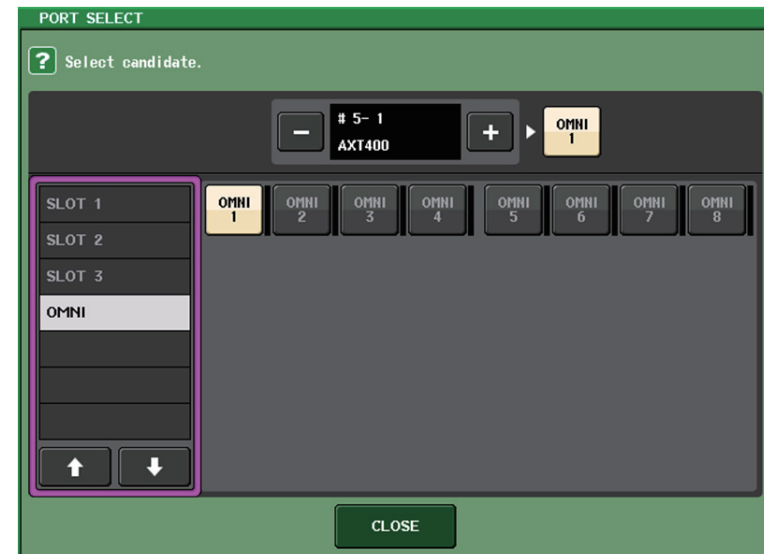 PORT SELECT
? Select candidate.
− # 5- 1 + OMNI
AXT400 1
SLOT 1
SLOT 2
SLOT 3
OMNI
OMNI 1
OMNI 2
OMNI 3
OMNI 4
OMNI 5
OMNI 6
OMNI 7
OMNI 8
CLOSE